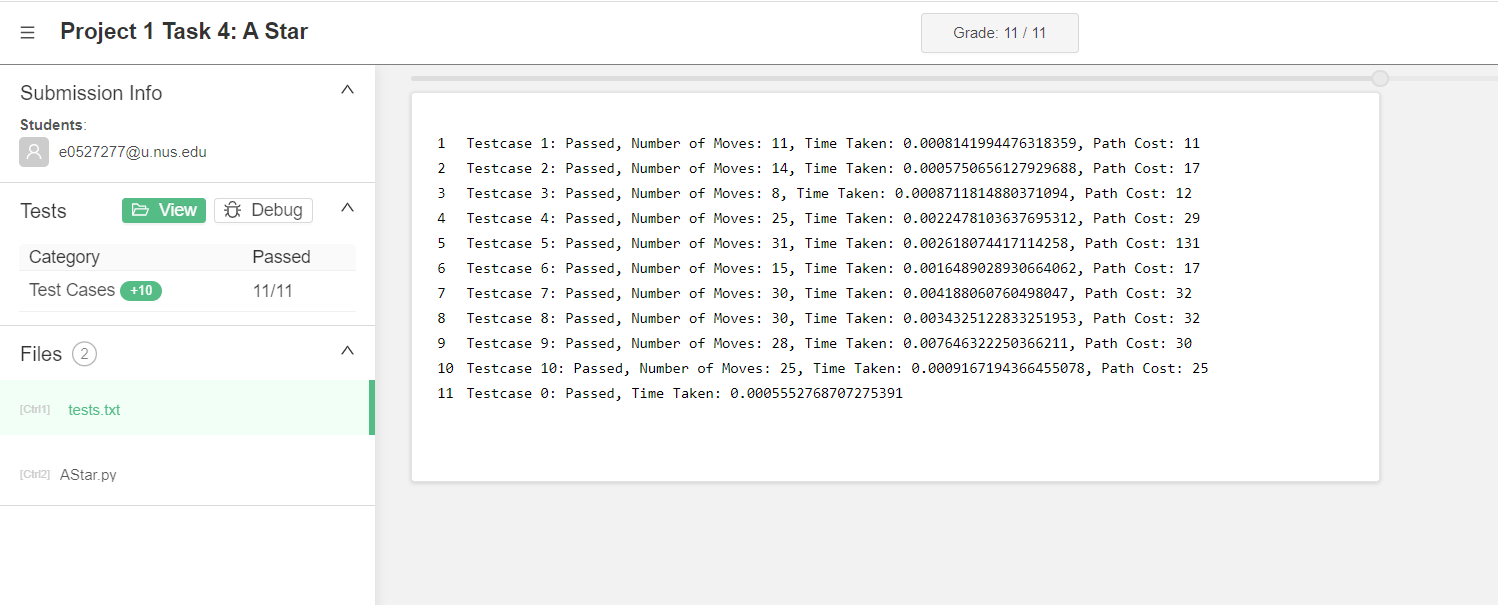 Project 1 Task 4: A Star
Grade: 11 / 11
Submission Info
Students:
e0527277@u.nus.edu
Tests View Debug
Category Passed
Test Cases +10 11/11
Files 2
[Ctrl1] tests.txt
[Ctrl2] AStar.py
1 Testcase 1: Passed, Number of Moves: 11, Time Taken: 0.0008141994476318359, Path Cost: 11
2 Testcase 2: Passed, Number of Moves: 14, Time Taken: 0.0005750656127929688, Path Cost: 17
3 Testcase 3: Passed, Number of Moves: 8, Time Taken: 0.0008711814880371094, Path Cost: 12
4 Testcase 4: Passed, Number of Moves: 25, Time Taken: 0.0022478103637695312, Path Cost: 29
5 Testcase 5: Passed, Number of Moves: 31, Time Taken: 0.002618074417114258, Path Cost: 131
6 Testcase 6: Passed, Number of Moves: 15, Time Taken: 0.0016489028930664062, Path Cost: 17
7 Testcase 7: Passed, Number of Moves: 30, Time Taken: 0.004188060760498047, Path Cost: 32
8 Testcase 8: Passed, Number of Moves: 30, Time Taken: 0.0034325122833251953, Path Cost: 32
9 Testcase 9: Passed, Number of Moves: 28, Time Taken: 0.007646322250366211, Path Cost: 30
10 Testcase 10: Passed, Number of Moves: 25, Time Taken: 0.0009167194366455078, Path Cost: 25
11 Testcase 0: Passed, Time Taken: 0.0005552768707275391